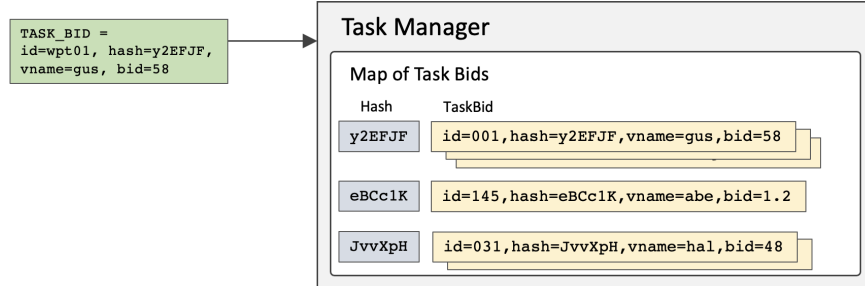 TASK_BID =
id=wpt01, hash=y2EFJF,
vname=gus, bid=58
Task Manager
Map of Task Bids
Hash TaskBid
y2EFJF id=001,hash=y2EFJF,vname=gus,bid=58
eBCc1K id=145,hash=eBCc1K,vname=abe,bid=1.2
JvvXpH id=031,hash=JvvXpH,vname=hal,bid=48